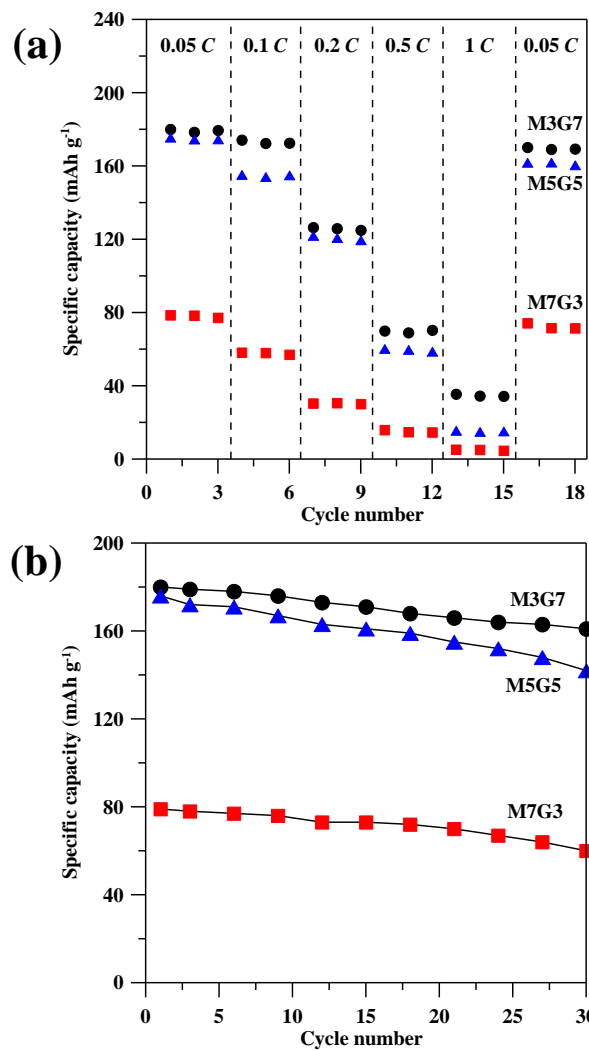 (a)
0.05 C 0.1 C 0.2 C 0.5 C 1 C 0.05 C
240
200
160
120
80
40
0
Specific capacity (mAh g-1)
M3G7
M5G5
M7G3
0 3 6 9 12 15 18
Cycle number
(b)
200
160
120
80
40
0
Specific capacity (mAh g-1)
M3G7
M5G5
M7G3
0 5 10 15 20 25 30
Cycle number